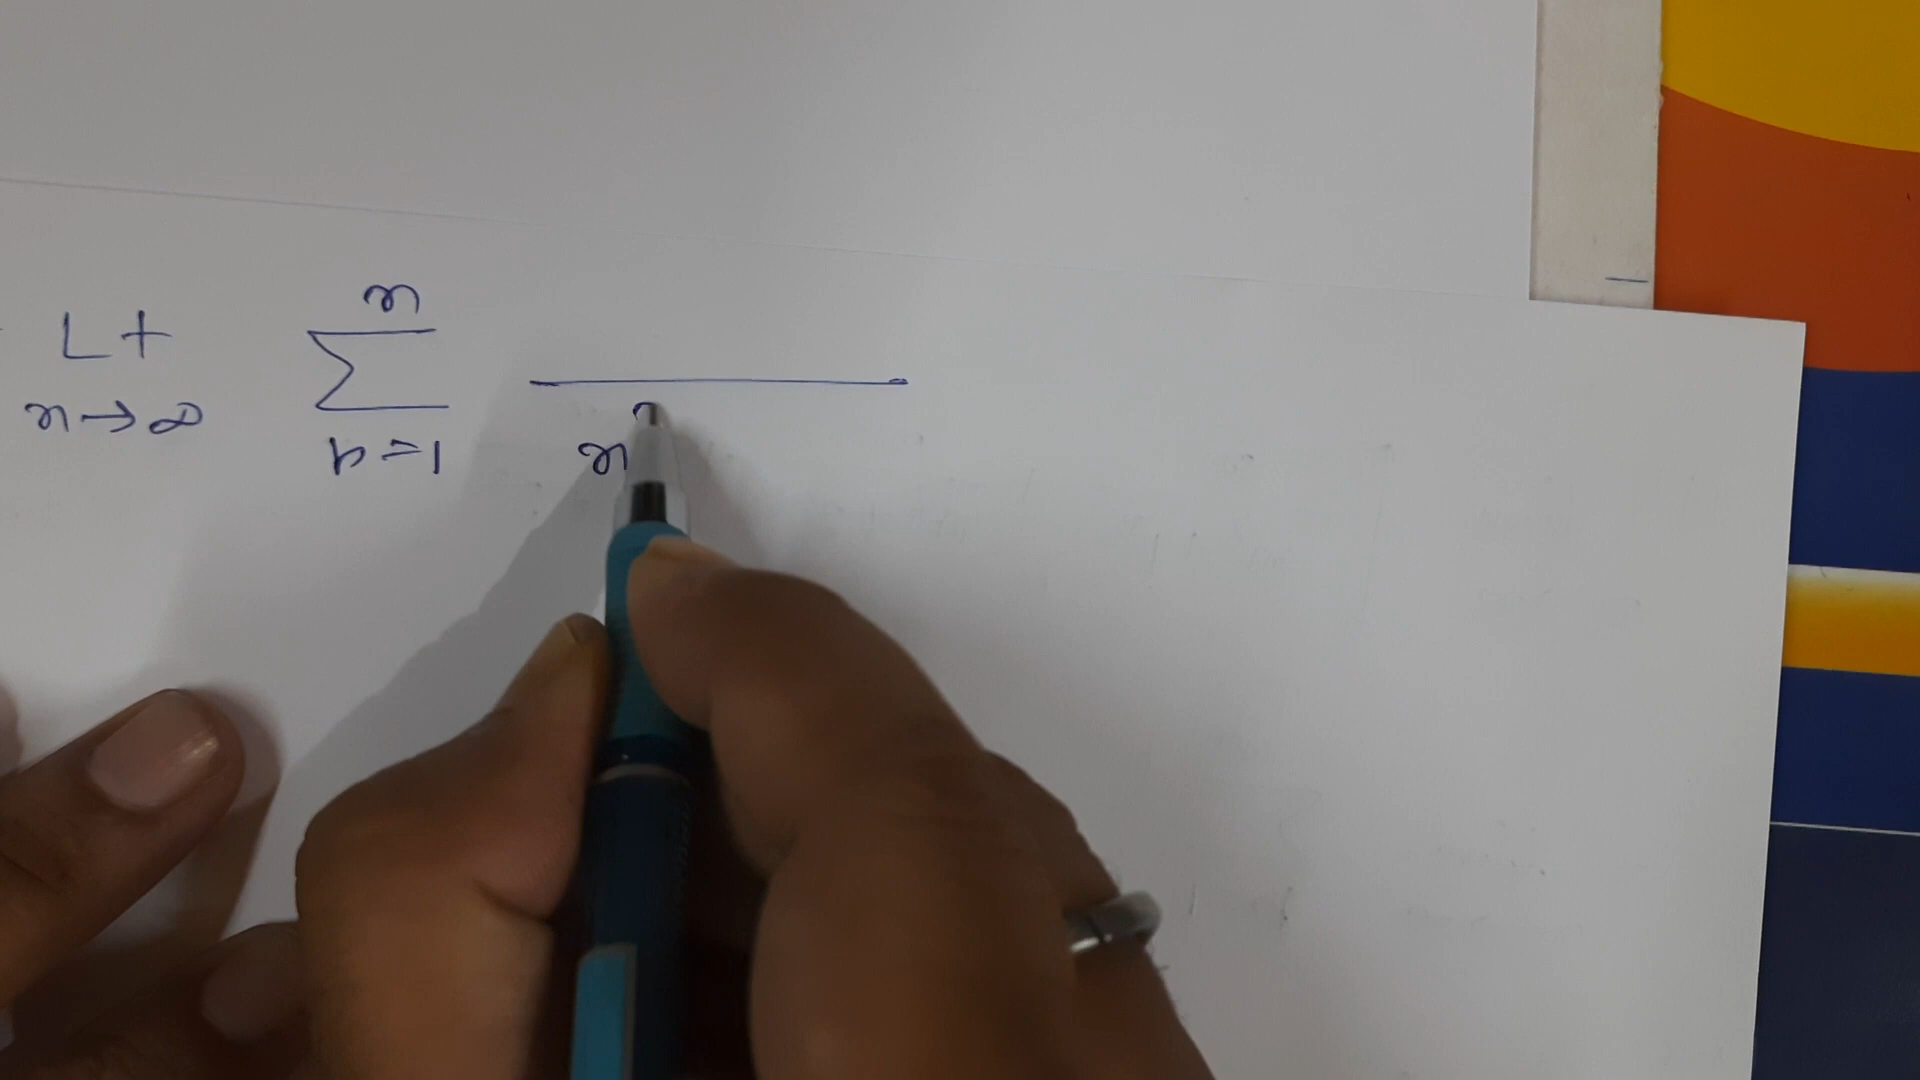 Lt n→∞ n Σ r=1
n